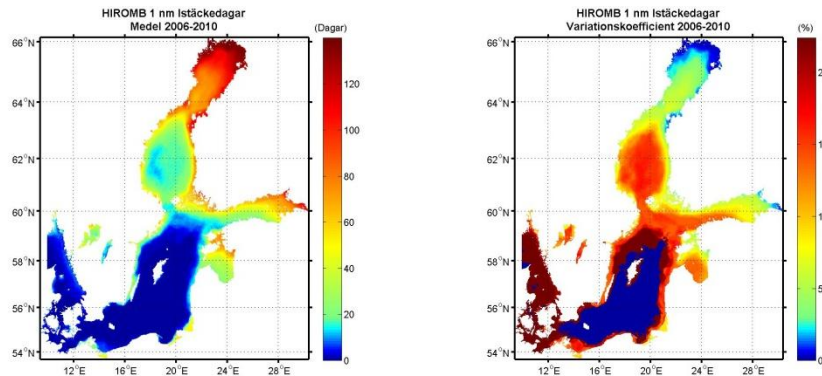 HIROMB 1 nm Istäckedagar
Medel 2006-2010
(Dagar)
66°N
64°N
62°N
60°N
58°N
56°N
54°N
12°E
16°E
20°E
24°E
28°E
120
100
80
60
40
20
0
HIROMB 1 nm Istäckedagar
Variationskoefficient 2006-2010
(%)
66°N
64°N
62°N
60°N
58°N
56°N
54°N
12°E
16°E
20°E
24°E
28°E